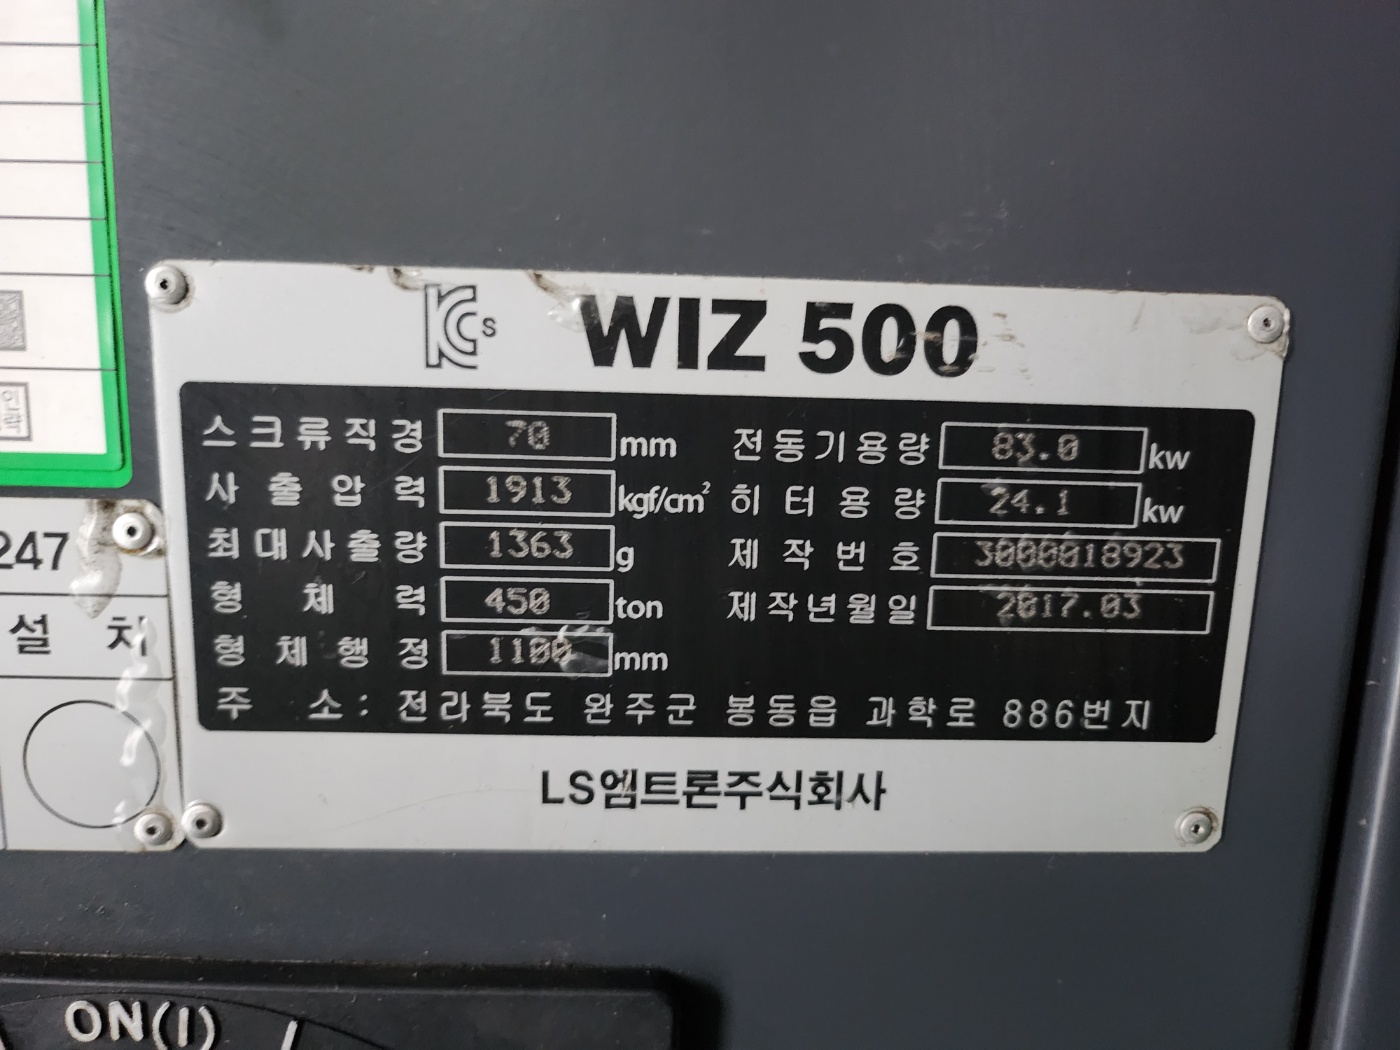 KCs WIZ 500
스크류직경 70 mm 전동기용량 83.0 kw
사출압력 1913 kgf/cm² 히터용량 24.1 kw
최대사출량 1363 g 제작번호 3000018923
형체력 450 ton 제작년월일 2017.03
형체행정 1100 mm
주 소: 전라북도 완주군 봉동읍 과학로 886번지
LS엠트론주식회사
247
설 치
ON(I)